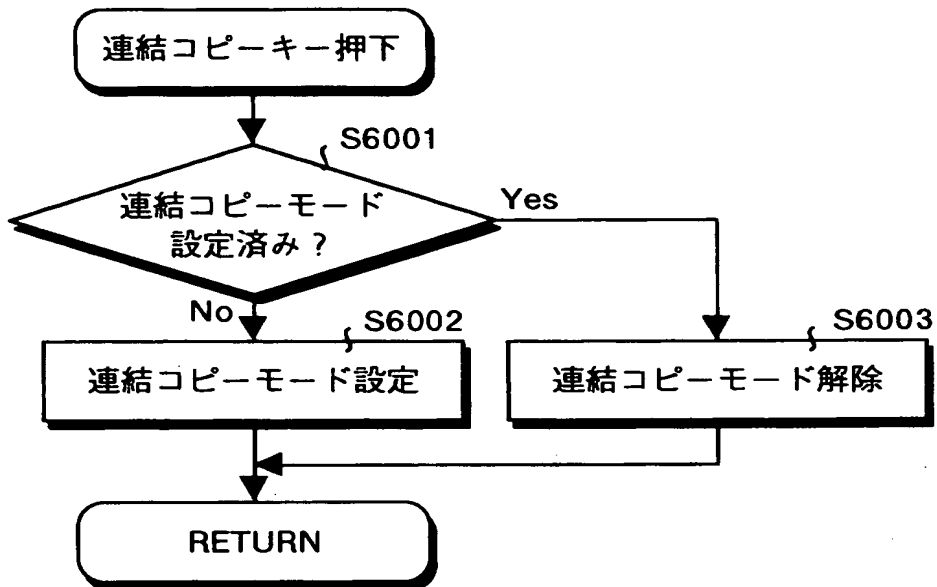 連結コピーキー押下
S6001
連結コピーモード
設定済み？
Yes
No
S6002
連結コピーモード設定
S6003
連結コピーモード解除
RETURN